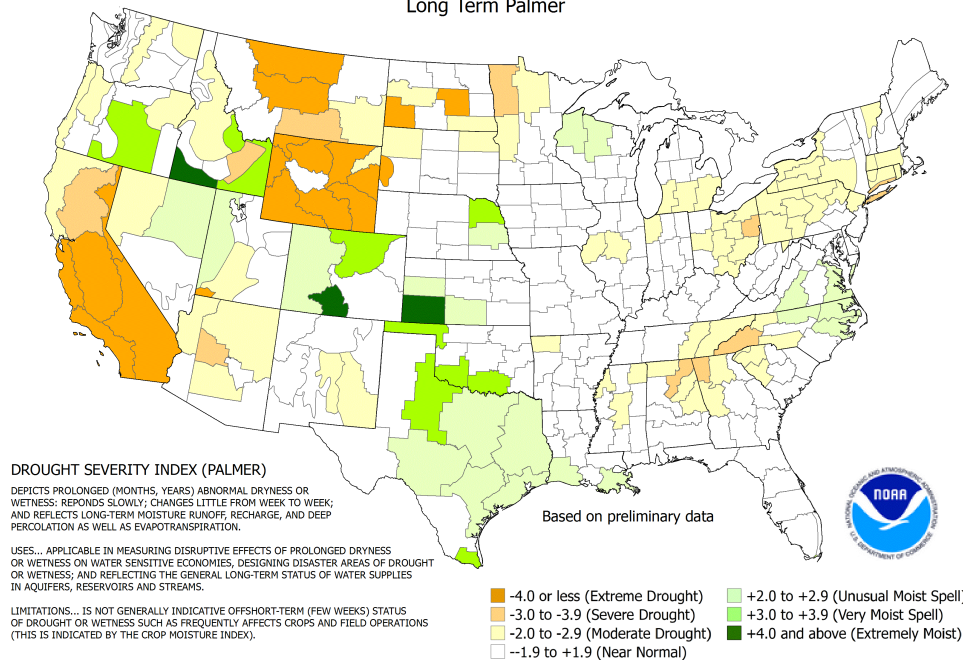 Long Term Palmer
DROUGHT SEVERITY INDEX (PALMER)
DEPICTS PROLONGED (MONTHS, YEARS) ABNORMAL DRYNESS OR
WETNESS: REPONDS SLOWLY; CHANGES LITTLE FROM WEEK TO WEEK;
AND REFLECTS LONG-TERM MOISTURE RUNOFF, RECHARGE, AND DEEP
PERCOLATION AS WELL AS EVAPOTRANSPIRATION.
USES... APPLICABLE IN MEASURING DISRUPTIVE EFFECTS OF PROLONGED DRYNESS
OR WETNESS ON WATER SENSITIVE ECONOMIES, DESIGNING DISASTER AREAS OF DROUGHT
OR WETNESS; AND REFLECTING THE GENERAL LONG-TERM STATUS OF WATER SUPPLIES
IN AQUIFERS, RESERVOIRS AND STREAMS.
LIMITATIONS... IS NOT GENERALLY INDICATIVE OFFSHORT-TERM (FEW WEEKS) STATUS
OF DROUGHT OR WETNESS SUCH AS FREQUENTLY AFFECTS CROPS AND FIELD OPERATIONS
(THIS IS INDICATED BY THE CROP MOISTURE INDEX).
Based on preliminary data
NATIONAL OCEANIC AND ATMOSPHERIC ADMINISTRATION
NOAA
U.S. DEPARTMENT OF COMMERCE
-4.0 or less (Extreme Drought)
-3.0 to -3.9 (Severe Drought)
-2.0 to -2.9 (Moderate Drought)
--1.9 to +1.9 (Near Normal)
+2.0 to +2.9 (Unusual Moist Spell)
+3.0 to +3.9 (Very Moist Spell)
+4.0 and above (Extremely Moist)